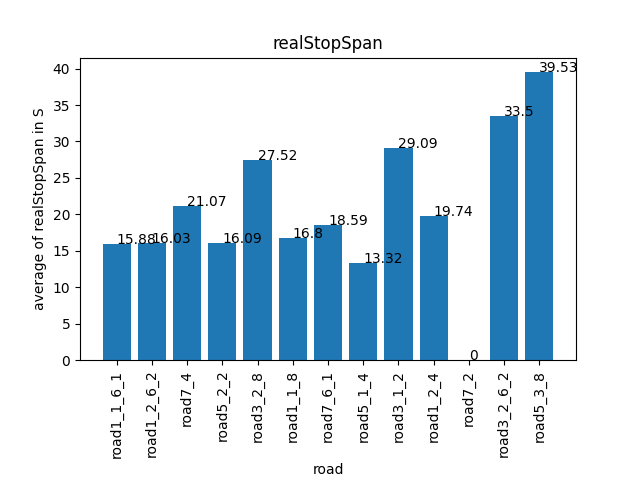 realStopSpan
average of realStopSpan in S
40
35
30
25
20
15
10
5
0
15.88
16.03
21.07
16.09
27.52
16.8
18.59
13.32
29.09
19.74
0
33.5
39.53
road1_1_6_1
road1_2_6_2
road7_4
road5_2_2
road3_2_8
road1_1_8
road7_6_1
road5_1_4
road3_1_2
road1_2_4
road7_2
road3_2_6_2
road5_3_8
road